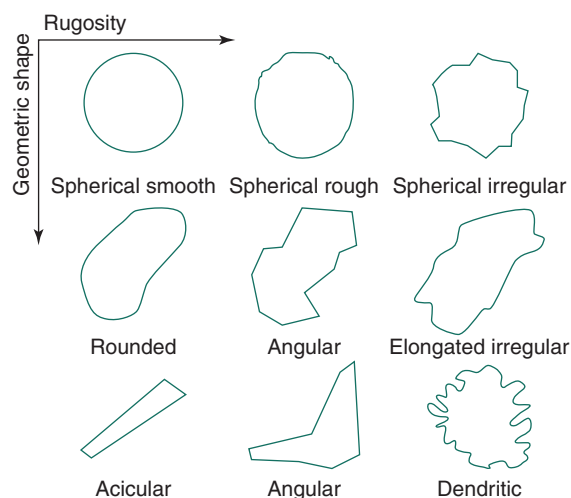 Rugosity
Geometric shape
Spherical smooth
Spherical rough
Spherical irregular
Rounded
Angular
Elongated irregular
Acicular
Angular
Dendritic